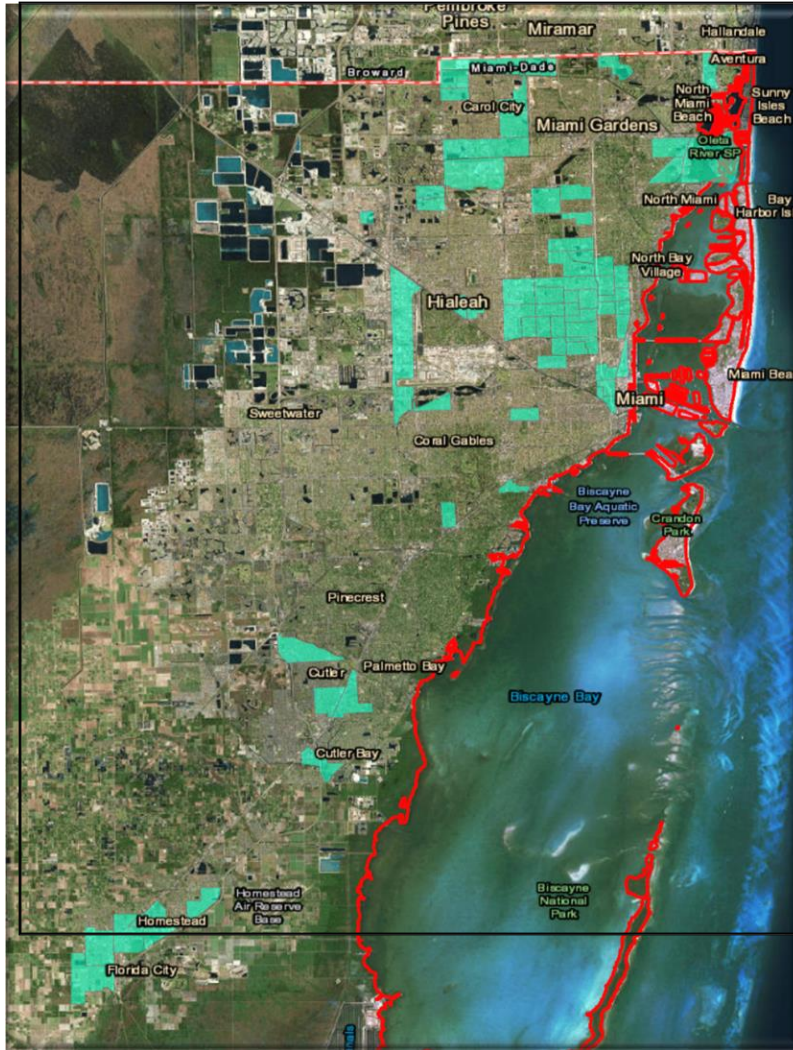 Pembroke
Pines
Miramar
Hallandale
Aventura
Broward
Miami-Dade
North
Miami
Beach
Sunny
Isles
Beach
Carol City
Miami Gardens
Oleta
River SP
North Miami
Bay
Harbor Isl
North Bay
Village
Hialeah
Miami Bea
Miami
Sweetwater
Coral Gables
Biscayne
Bay Aquatic
Preserve
Crandon
Park
Pinecrest
Cutler
Palmetto Bay
Biscayne Bay
Cutler Bay
Homestead
Air Reserve
Base
Biscayne
National
Park
Homestead
Florida City
nals